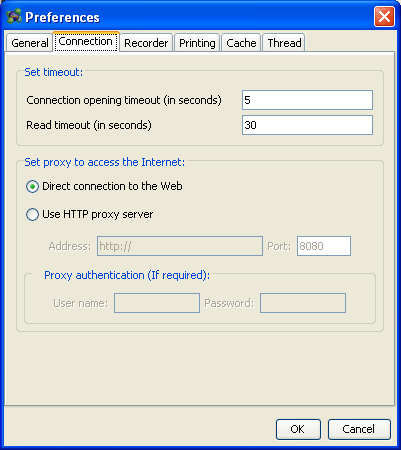 Preferences
General Connection Recorder Printing Cache Thread
Set timeout:
Connection opening timeout (in seconds) 5
Read timeout (in seconds) 30
Set proxy to access the Internet:
Direct connection to the Web
Use HTTP proxy server
Address: http:// Port: 8080
Proxy authentication (If required):
User name: Password:
OK Cancel